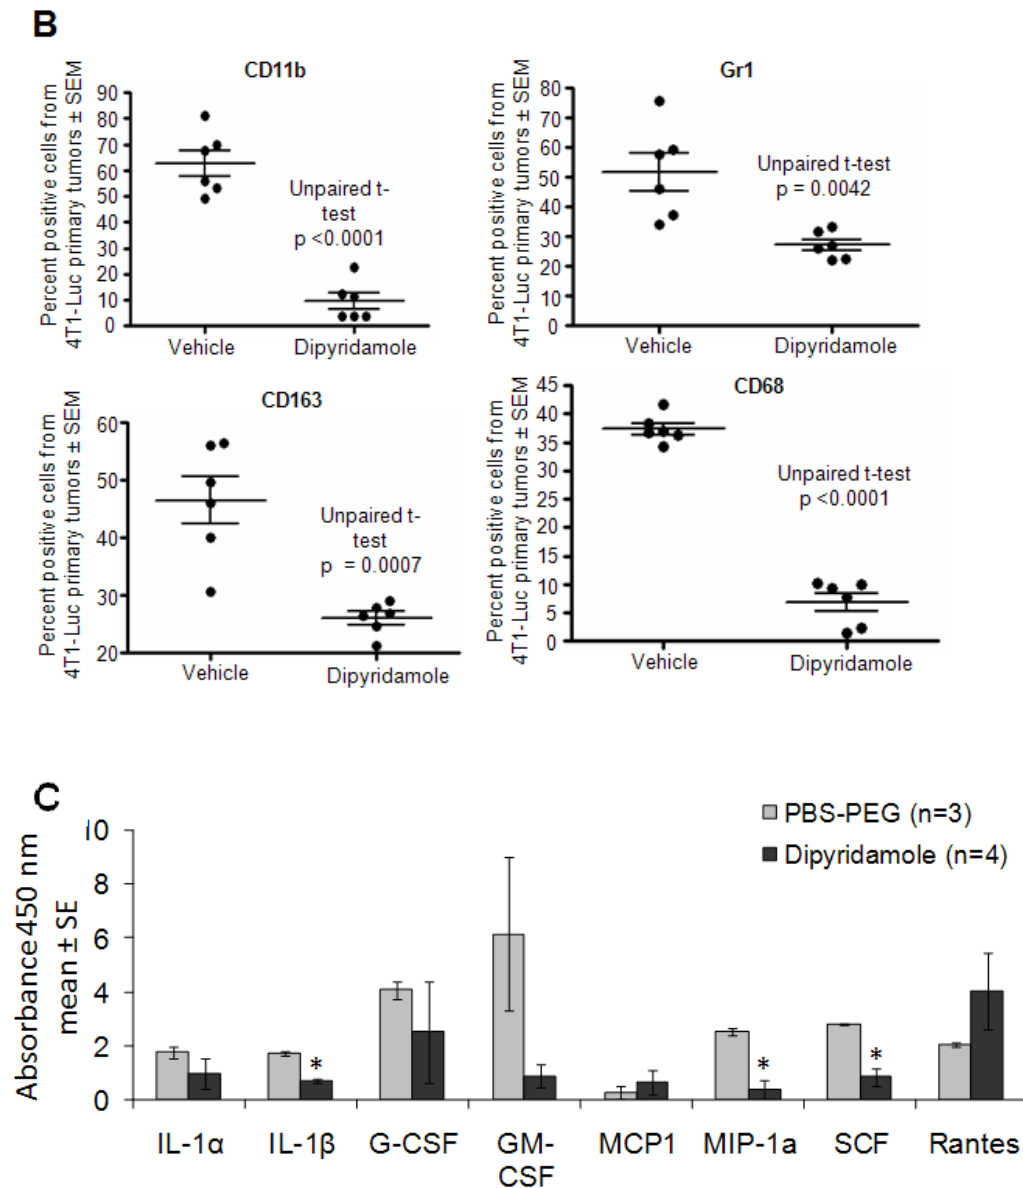 B
CD11b
Percent positive cells from
4T1-Luc primary tumors ± SEM
90
80
70
60
50
40
30
20
10
0
Unpaired t-
test
p <0.0001
Vehicle
Dipyridamole
Gr1
Percent positive cells from
4T1-Luc primary tumors ± SEM
80
70
60
50
40
30
20
10
0
Unpaired t-test
p = 0.0042
Vehicle
Dipyridamole
CD163
Percent positive cells from
4T1-Luc primary tumors ± SEM
60
50
40
30
20
Unpaired t-
test
p = 0.0007
Vehicle
Dipyridamole
CD68
Percent positive cells from
4T1-Luc primary tumors ± SEM
45
40
35
30
25
20
15
10
5
0
Unpaired t-test
p <0.0001
Vehicle
Dipyridamole
C
Absorbance450 nm
mean ± SE
10
8
6
4
2
0
PBS-PEG (n=3)
Dipyridamole (n=4)
*
*
*
IL-1α
IL-1β
G-CSF
GM-
CSF
MCP1
MIP-1a
SCF
Rantes